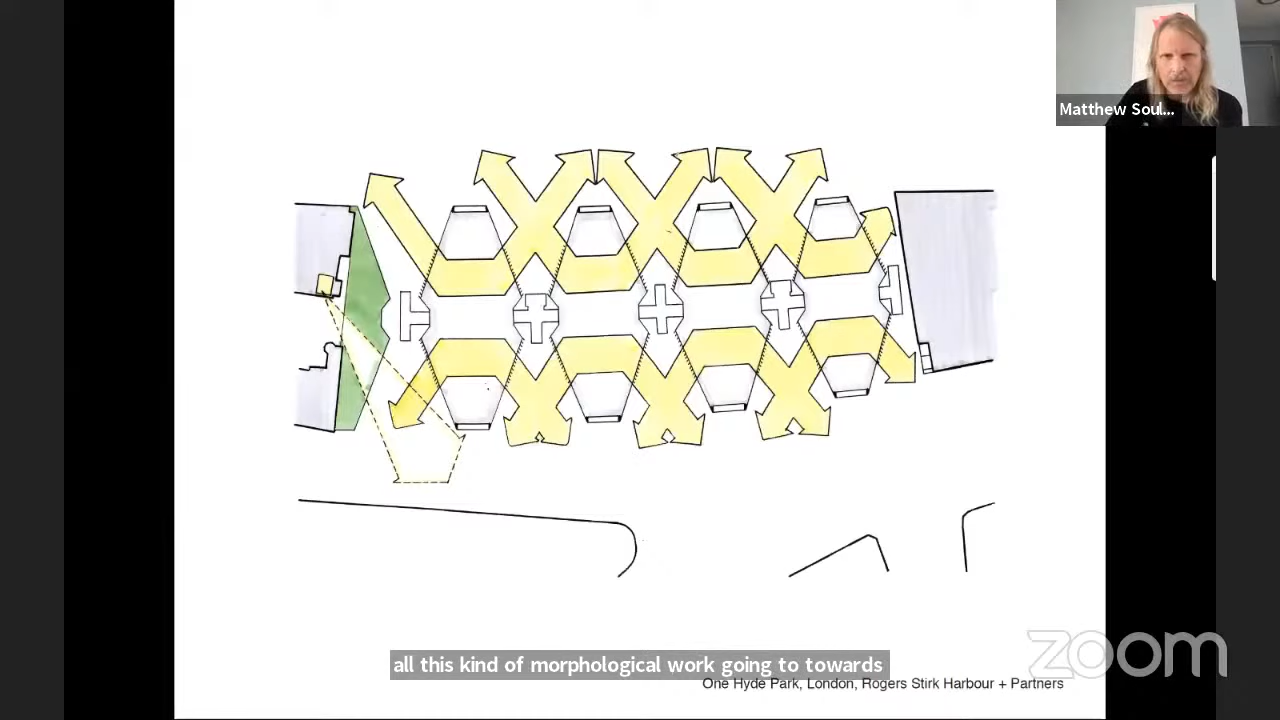 Matthew Soul...
all this kind of morphological work going to towards
zoom
One Hyde Park, London, Rogers Stirk Harbour + Partners